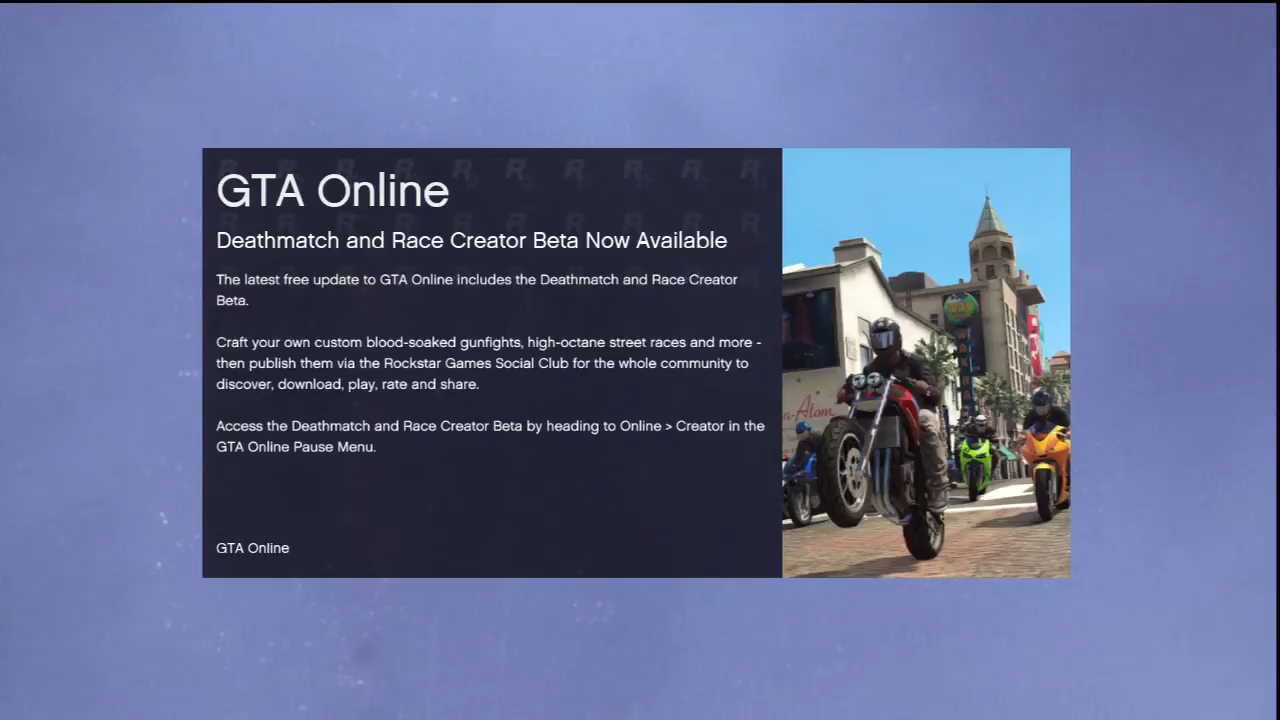 GTA Online
Deathmatch and Race Creator Beta Now Available
The latest free update to GTA Online includes the Deathmatch and Race Creator
Beta.
Craft your own custom blood-soaked gunfights, high-octane street races and more -
then publish them via the Rockstar Games Social Club for the whole community to
discover, download, play, rate and share.
Access the Deathmatch and Race Creator Beta by heading to Online > Creator in the
GTA Online Pause Menu.
GTA Online